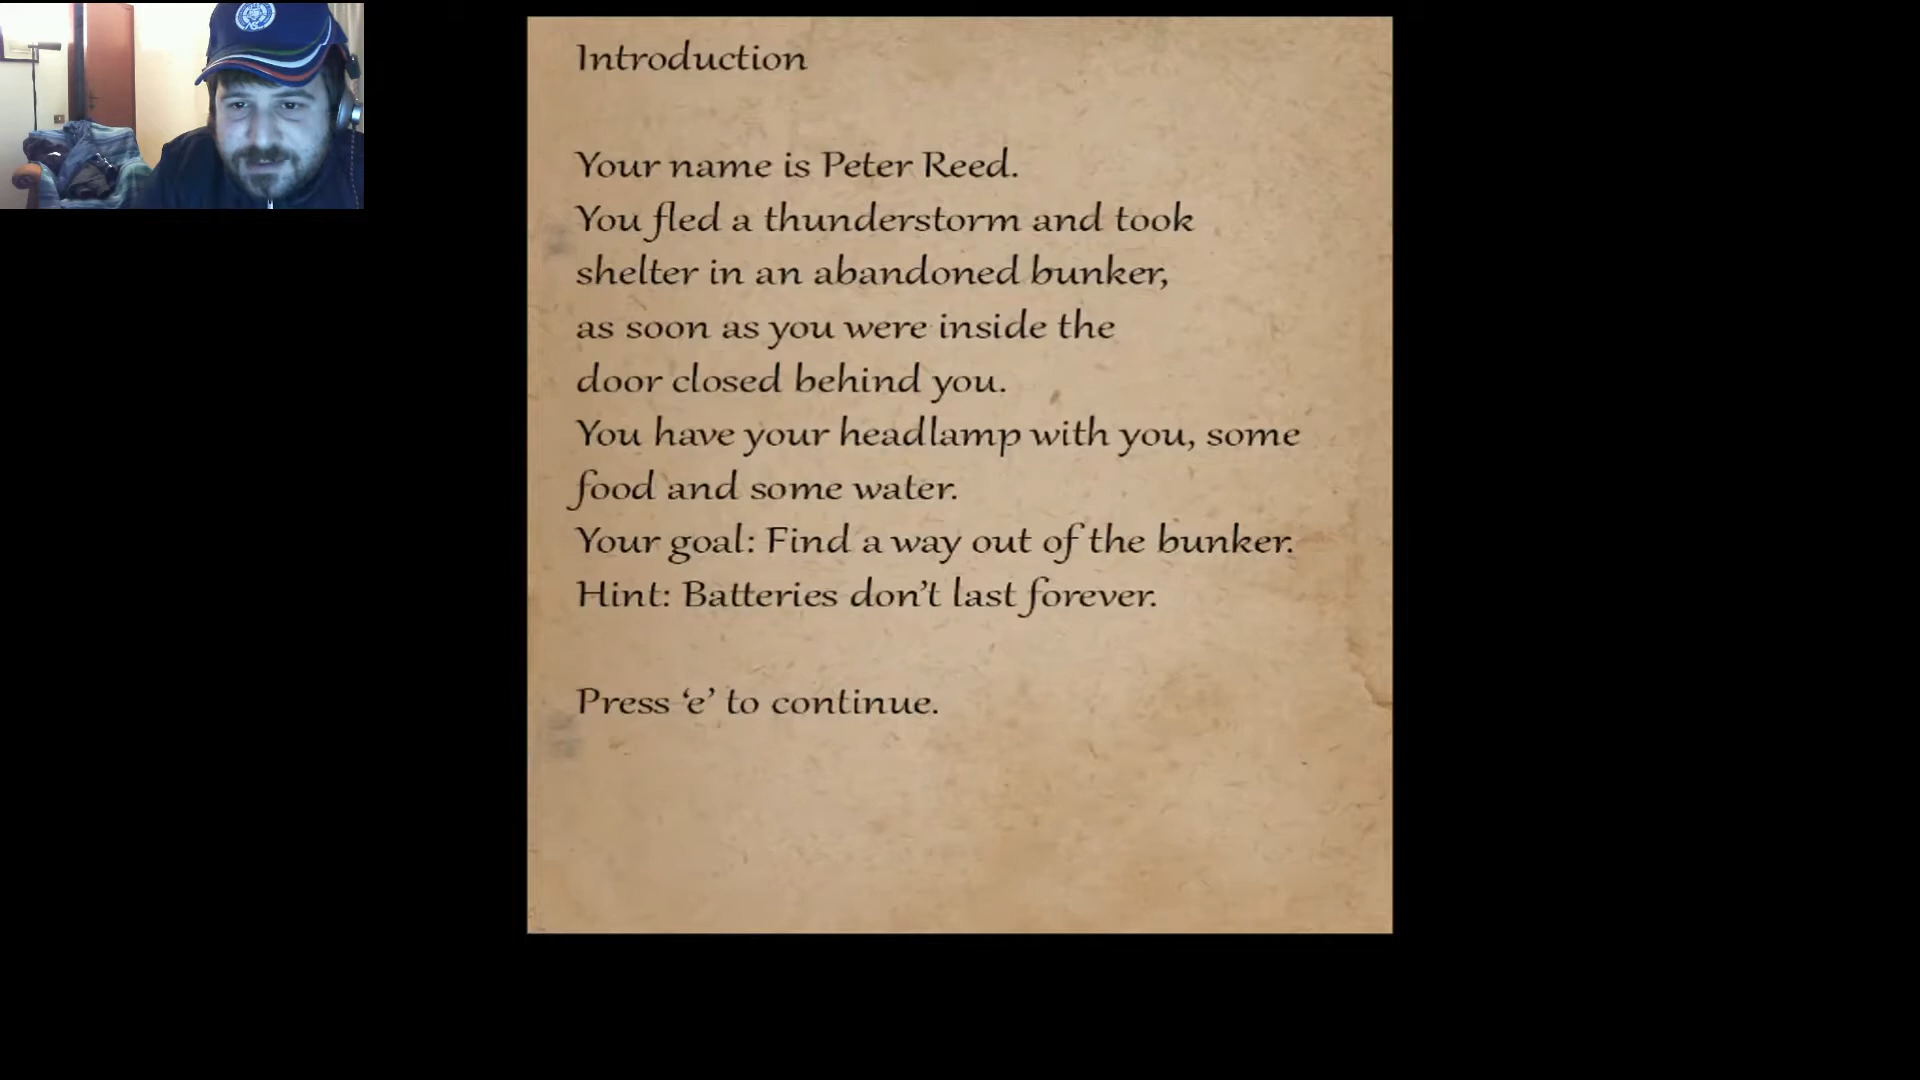 Introduction
Your name is Peter Reed.
You fled a thunderstorm and took
shelter in an abandoned bunker,
as soon as you were inside the
door closed behind you.
You have your headlamp with you, some
food and some water.
Your goal: Find a way out of the bunker.
Hint: Batteries don't last forever.
Press ‘e’ to continue.